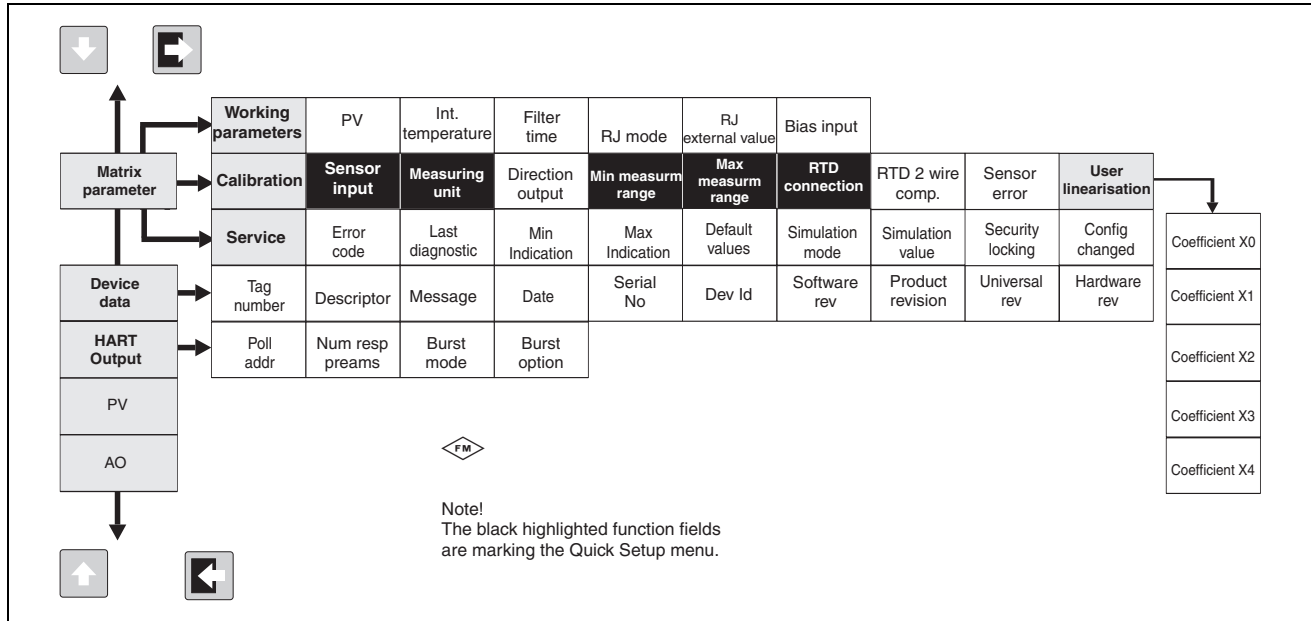 Working
parameters
PV
Int.
temperature
Filter
time
RJ mode
RJ
external value
Bias input
Matrix
parameter
Calibration
Sensor
input
Measuring
unit
Direction
output
Min measurm
range
Max
measurm
range
RTD
connection
RTD 2 wire
comp.
Sensor
error
User
linearisation
Service
Error
code
Last
diagnostic
Min
Indication
Max
Indication
Default
values
Simulation
mode
Simulation
value
Security
locking
Config
changed
Coefficient X0
Device
data
Tag
number
Descriptor
Message
Date
Serial
No
Dev Id
Software
rev
Product
revision
Universal
rev
Hardware
rev
Coefficient X1
HART
Output
Poll
addr
Num resp
preams
Burst
mode
Burst
option
Coefficient X2
PV
Coefficient X3
AO
Coefficient X4
FM
Note!
The black highlighted function fields
are marking the Quick Setup menu.